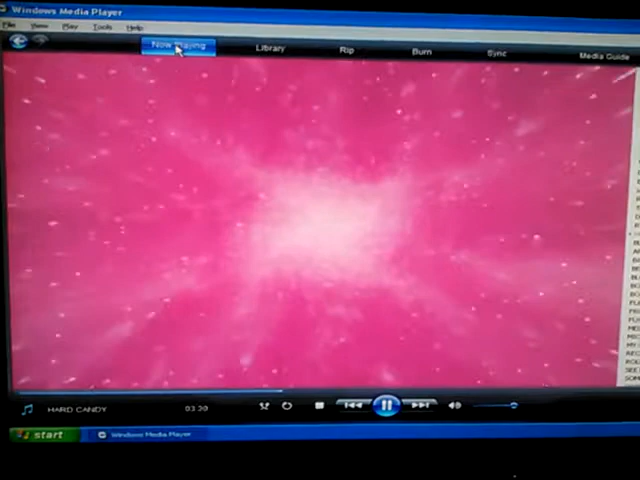 Windows Media Player
File View Play Tools Help
Now Playing Library Rip Burn Sync Media Guide
HARD CANDY 03:30
start Windows Media Player